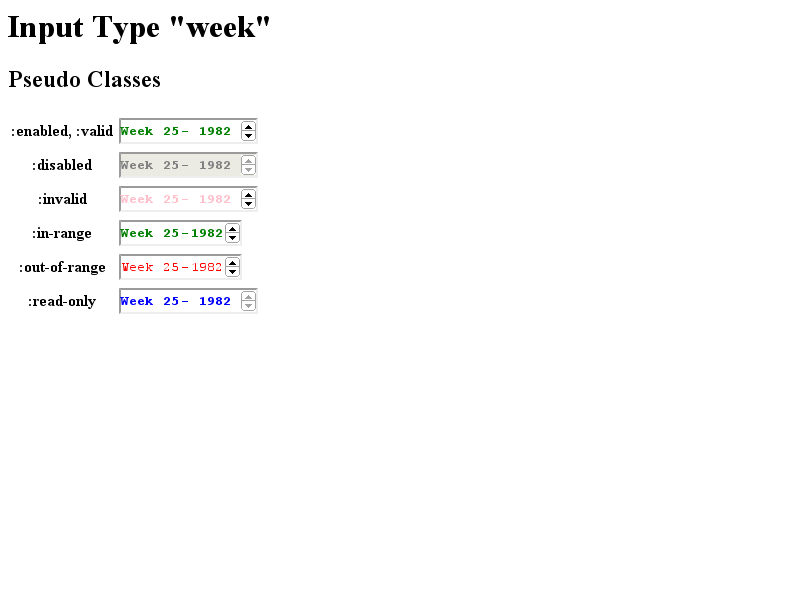 Input Type "week"
Pseudo Classes
:enabled, :valid Week 25- 1982
:disabled Week 25- 1982
:invalid Week 25- 1982
:in-range Week 25-1982
:out-of-range Week 25-1982
:read-only Week 25- 1982